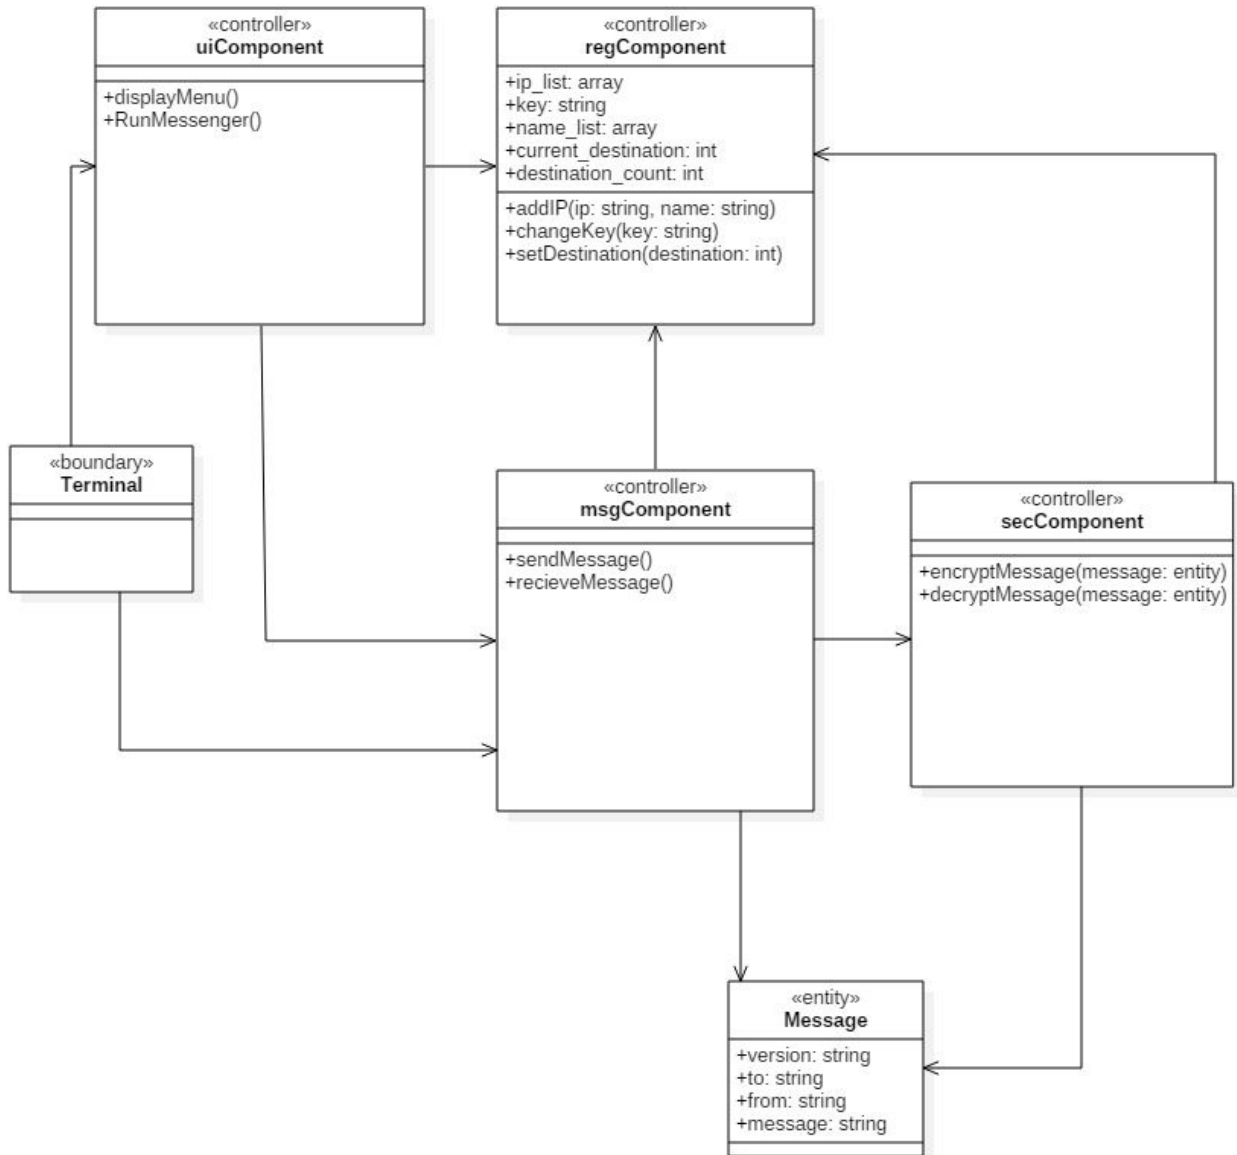 «controller»
uiComponent
+displayMenu()
+RunMessenger()
«controller»
regComponent
+ip_list: array
+key: string
+name_list: array
+current_destination: int
+destination_count: int
+addIP(ip: string, name: string)
+changeKey(key: string)
+setDestination(destination: int)
«boundary»
Terminal
«controller»
msgComponent
+sendMessage()
+recieveMessage()
«controller»
secComponent
+encryptMessage(message: entity)
+decryptMessage(message: entity)
«entity»
Message
+version: string
+to: string
+from: string
+message: string